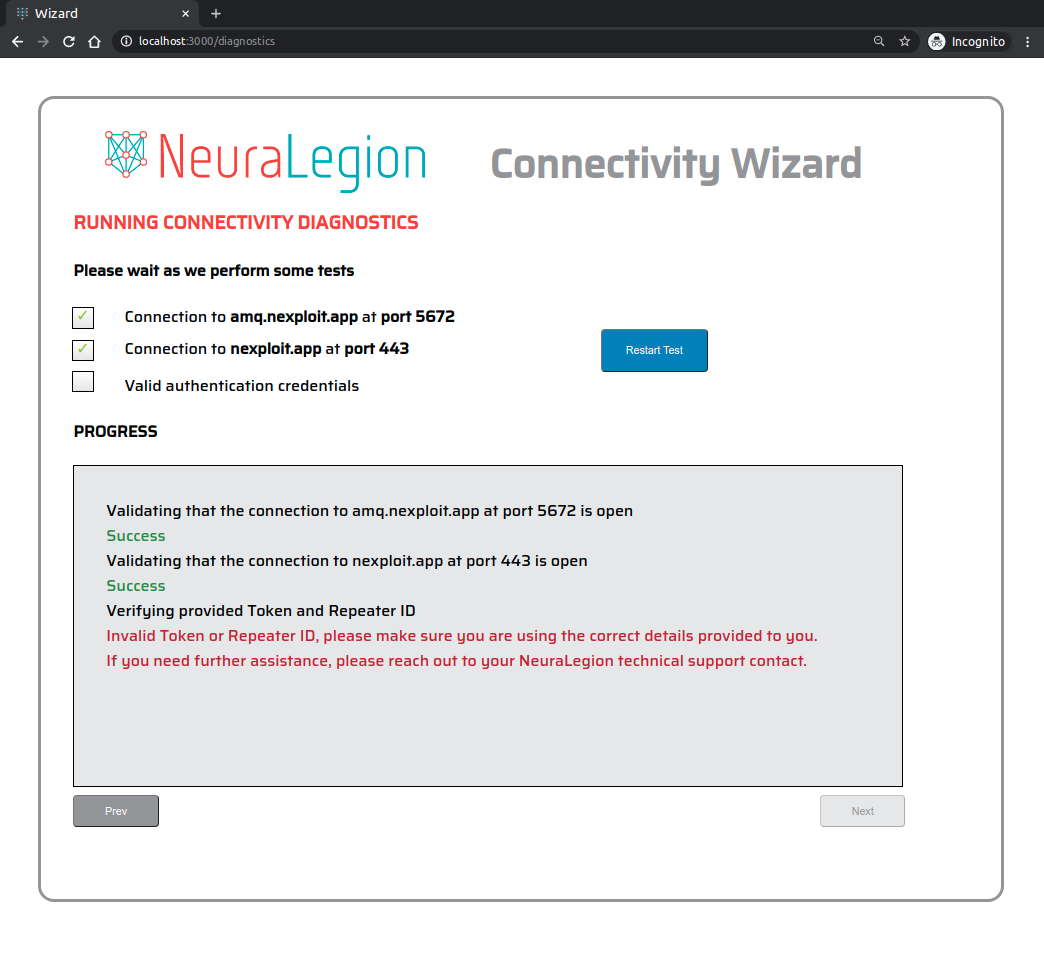 Wizard
localhost:3000/diagnostics
Incognito
NeuraLegion
Connectivity Wizard
RUNNING CONNECTIVITY DIAGNOSTICS
Please wait as we perform some tests
Connection to amq.nexploit.app at port 5672
Connection to nexploit.app at port 443
Restart Test
Valid authentication credentials
PROGRESS
Validating that the connection to amq.nexploit.app at port 5672 is open
Success
Validating that the connection to nexploit.app at port 443 is open
Success
Verifying provided Token and Repeater ID
Invalid Token or Repeater ID, please make sure you are using the correct details provided to you.
If you need further assistance, please reach out to your NeuraLegion technical support contact.
Prev
Next